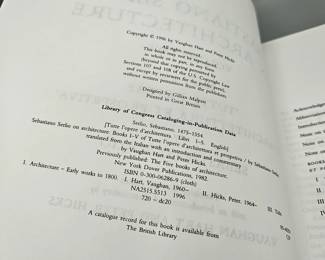 Copyright © 1996 by Vaughan Hart and Peter Hicks.
All rights reserved.
This book may not be reproduced,
in whole or in part, in any form
(beyond that copying permitted by
Sections 107 and 108 of the U.S. Copyright Law
and except by reviewers for the public press),
without written permission from the publishers.
Designed by Gillian Malpass
Printed in Great Britain
Library of Congress Cataloging-in-Publication Data
Serlio, Sebastiano, 1475–1554.
[Tutte l'opere d'architettura. Libri 1–5. English]
Sebastiano Serlio on architecture: Books I–V of Tutte l'opere d'architettura et prospetiva / by Sebastiano Serlio;
translated from the Italian with an introduction and commentary by
Vaughan Hart and Peter Hicks.
Previously published: The Five books of architecture.
New York: Dover Publications, 1982.
ISBN 0-300-06286-9 (cloth)
I. Architecture – Early works to 1800. I. Hart, Vaughan, 1960–
II. Hicks, Peter, 1964– III. Title
NA2515.S513 1996
720 – dc20
A catalogue record for this book is available from
The British Library
Acknowledge
Note on